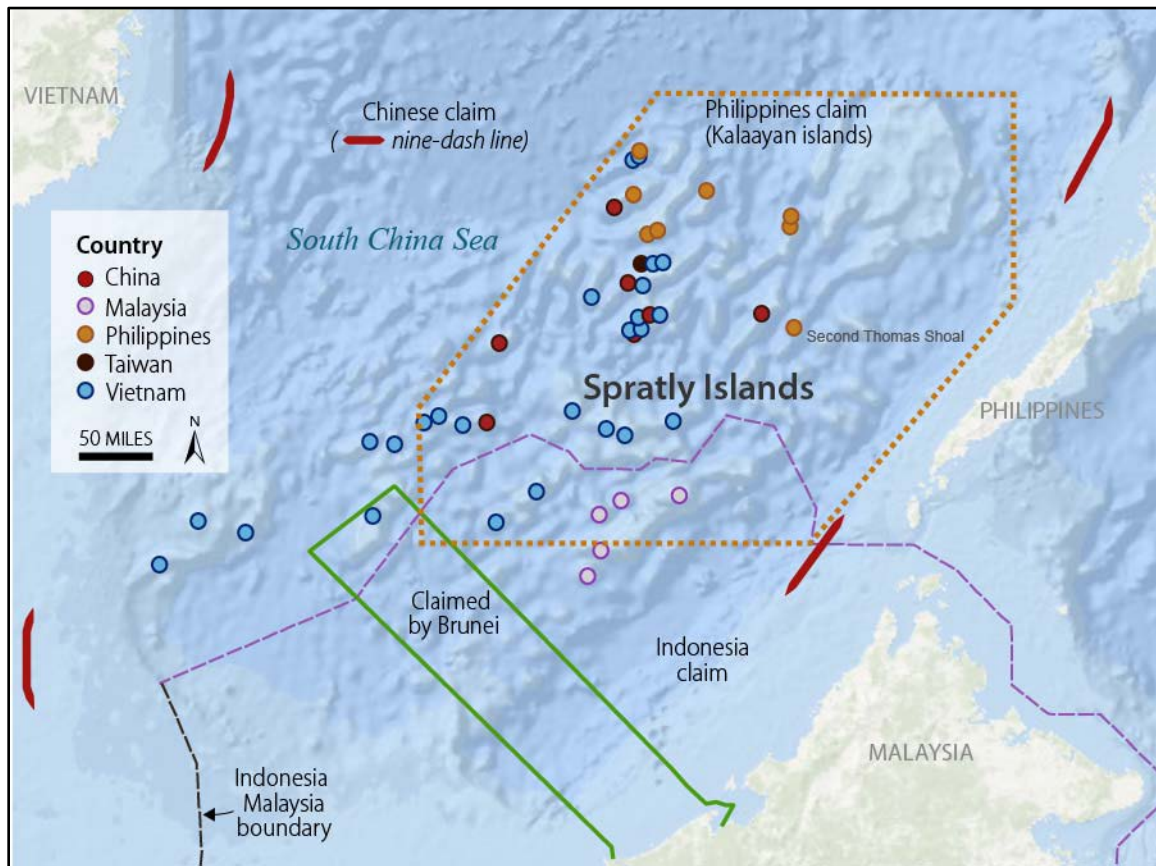 VIETNAM
Chinese claim
( nine-dash line)
Philippines claim
(Kalaayan islands)
South China Sea
Country
China
Malaysia
Philippines
Taiwan
Vietnam
50 MILES
N
Second Thomas Shoal
Spratly Islands
PHILIPPINES
Claimed
by Brunei
Indonesia
claim
MALAYSIA
Indonesia
Malaysia
boundary